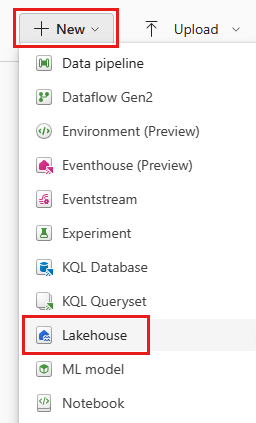 New Upload
Data pipeline
Dataflow Gen2
Environment (Preview)
Eventhouse (Preview)
Eventstream
Experiment
KQL Database
KQL Queryset
Lakehouse
ML model
Notebook